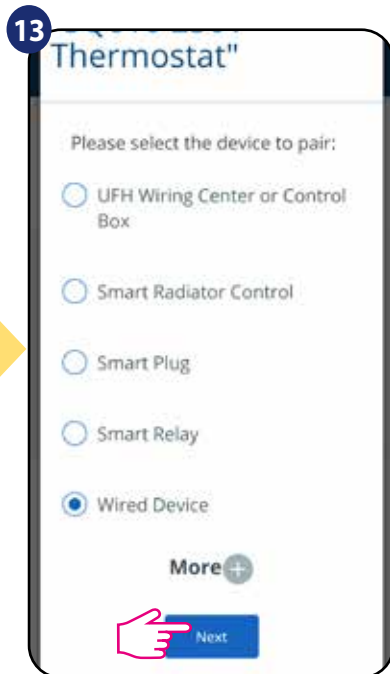 13
Thermostat"
Please select the device to pair:
UFH Wiring Center or Control
Box
Smart Radiator Control
Smart Plug
Smart Relay
Wired Device
More
Next